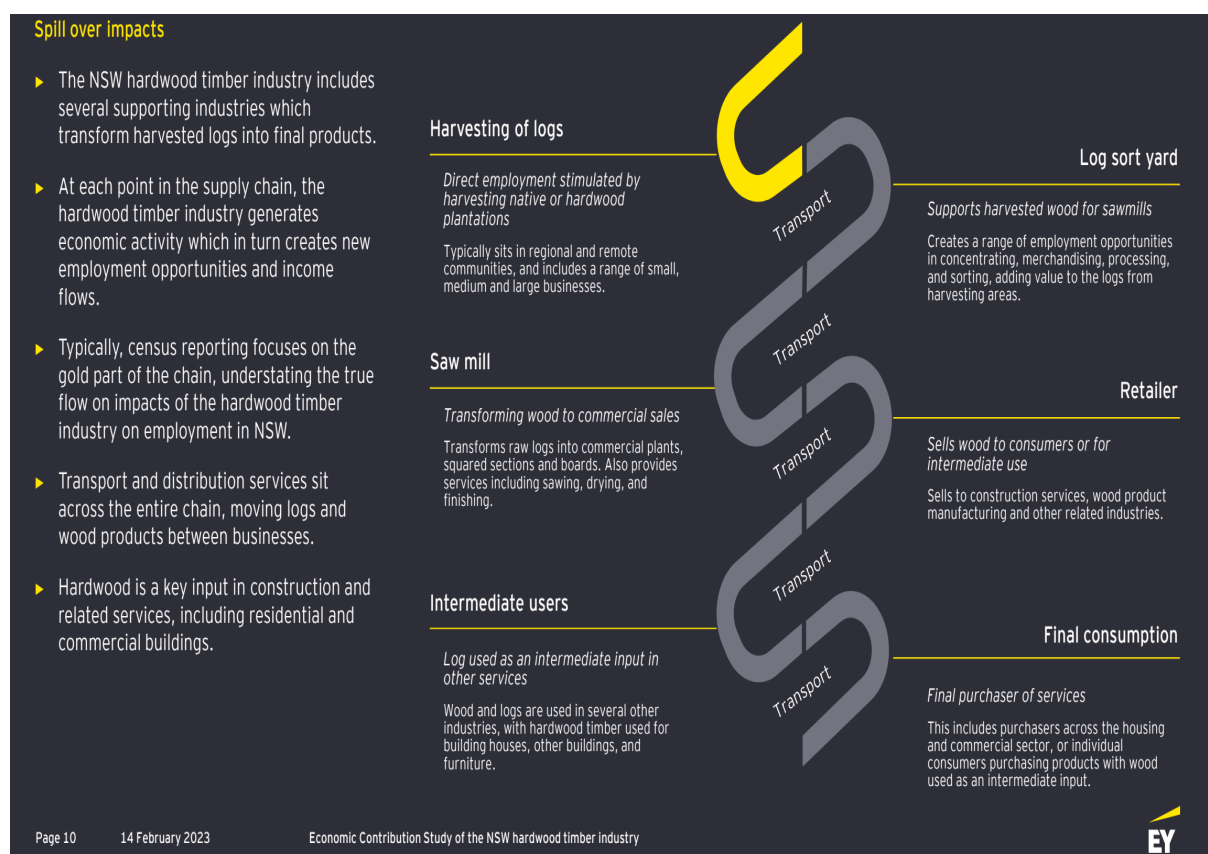 Spill over impacts
The NSW hardwood timber industry includes
several supporting industries which
transform harvested logs into final products.
At each point in the supply chain, the
hardwood timber industry generates
economic activity which in turn creates new
employment opportunities and income
flows.
Typically, census reporting focuses on the
gold part of the chain, understating the true
flow on impacts of the hardwood timber
industry on employment in NSW.
Transport and distribution services sit
across the entire chain, moving logs and
wood products between businesses.
Hardwood is a key input in construction and
related services, including residential and
commercial buildings.
Harvesting of logs
Direct employment stimulated by
harvesting native or hardwood
plantations
Typically sits in regional and remote
communities, and includes a range of small,
medium and large businesses.
Transport
Log sort yard
Supports harvested wood for sawmills
Creates a range of employment opportunities
in concentrating, merchandising, processing,
and sorting, adding value to the logs from
harvesting areas.
Transport
Saw mill
Transforming wood to commercial sales
Transforms raw logs into commercial plants,
squared sections and boards. Also provides
services including sawing, drying, and
finishing.
Transport
Retailer
Sells wood to consumers or for
intermediate use
Sells to construction services, wood product
manufacturing and other related industries.
Transport
Intermediate users
Log used as an intermediate input in
other services
Wood and logs are used in several other
industries, with hardwood timber used for
building houses, other buildings, and
furniture.
Transport
Final consumption
Final purchaser of services
This includes purchasers across the housing
and commercial sector, or individual
consumers purchasing products with wood
used as an intermediate input.
Page 10 14 February 2023 Economic Contribution Study of the NSW hardwood timber industry
EY